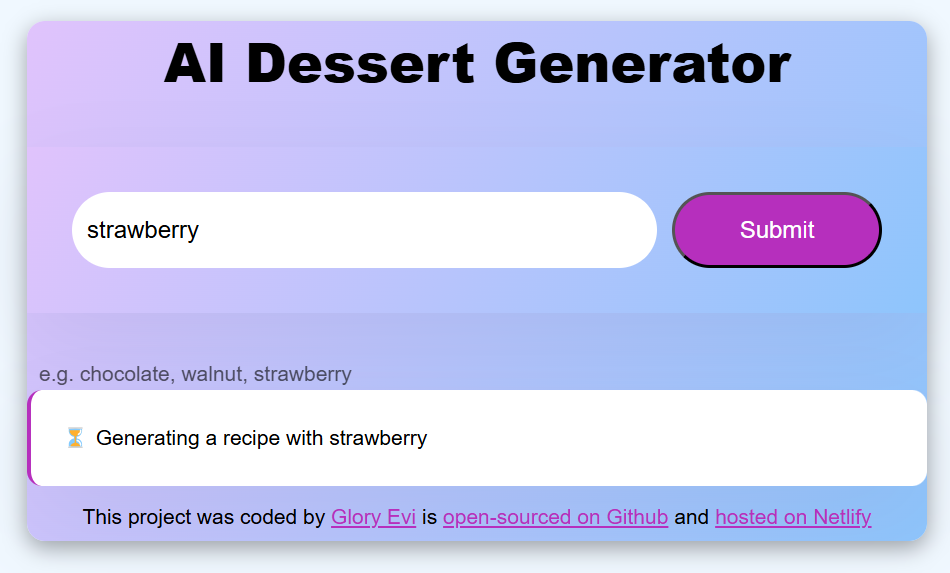 AI Dessert Generator
strawberry
Submit
e.g. chocolate, walnut, strawberry
⏳ Generating a recipe with strawberry
This project was coded by Glory Evi is open-sourced on Github and hosted on Netlify